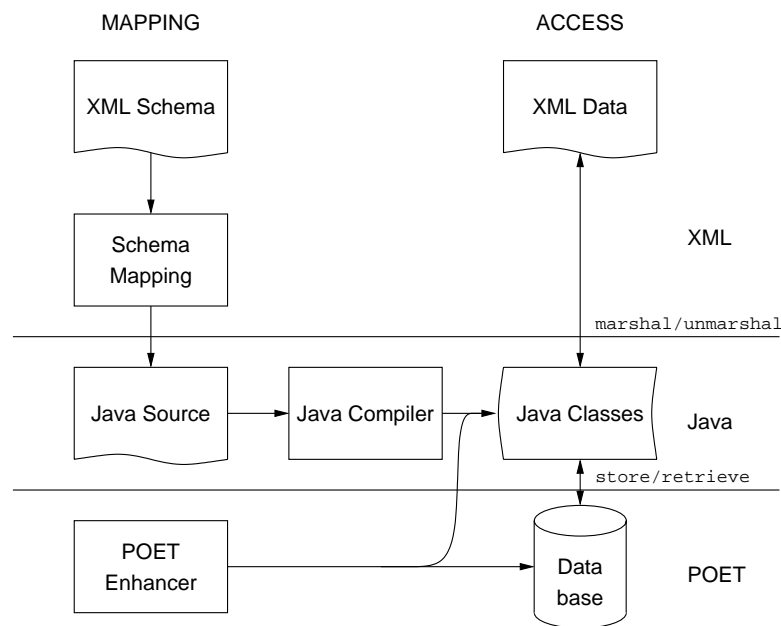 MAPPING
ACCESS
XML Schema
XML Data
Schema
Mapping
XML
marshal/unmarshal
Java Source
Java Compiler
Java Classes
Java
store/retrieve
POET
Enhancer
Data
base
POET